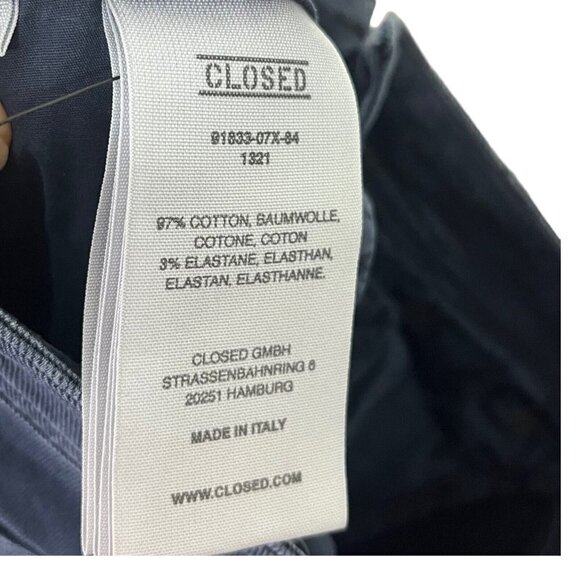 CLOSED
91833-07X-84
1321
97% COTTON, BAUMWOLLE,
COTONE, COTON
3% ELASTANE, ELASTHAN,
ELASTAN, ELASTHANNE.
CLOSED GMBH
STRASSENBAHNRING 6
20251 HAMBURG
MADE IN ITALY
WWW.CLOSED.COM